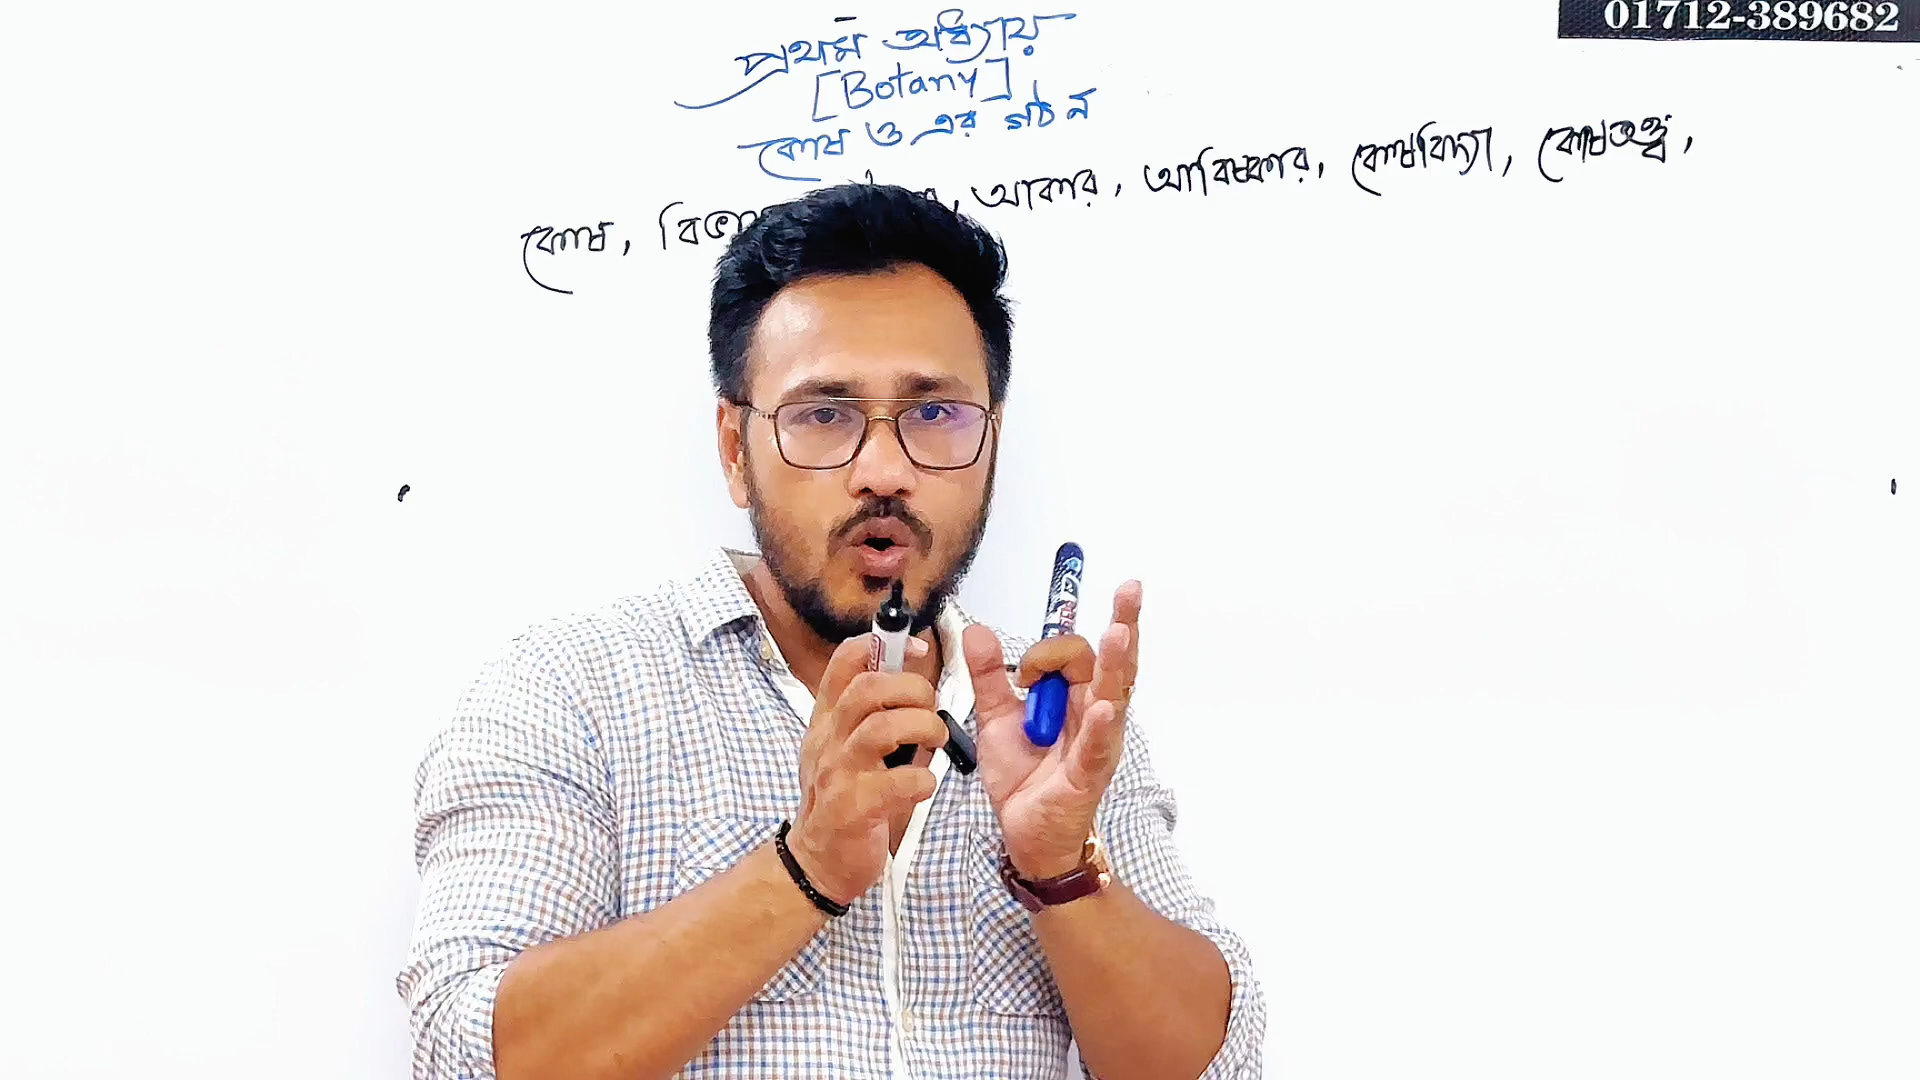 01712-389682
প্রথম অধ্যায়
[Botany]
কোষ ও এর গঠন
কোষ, আকার, আবিষ্কার, কোষবিদ্যা, কোষতত্ত্ব,